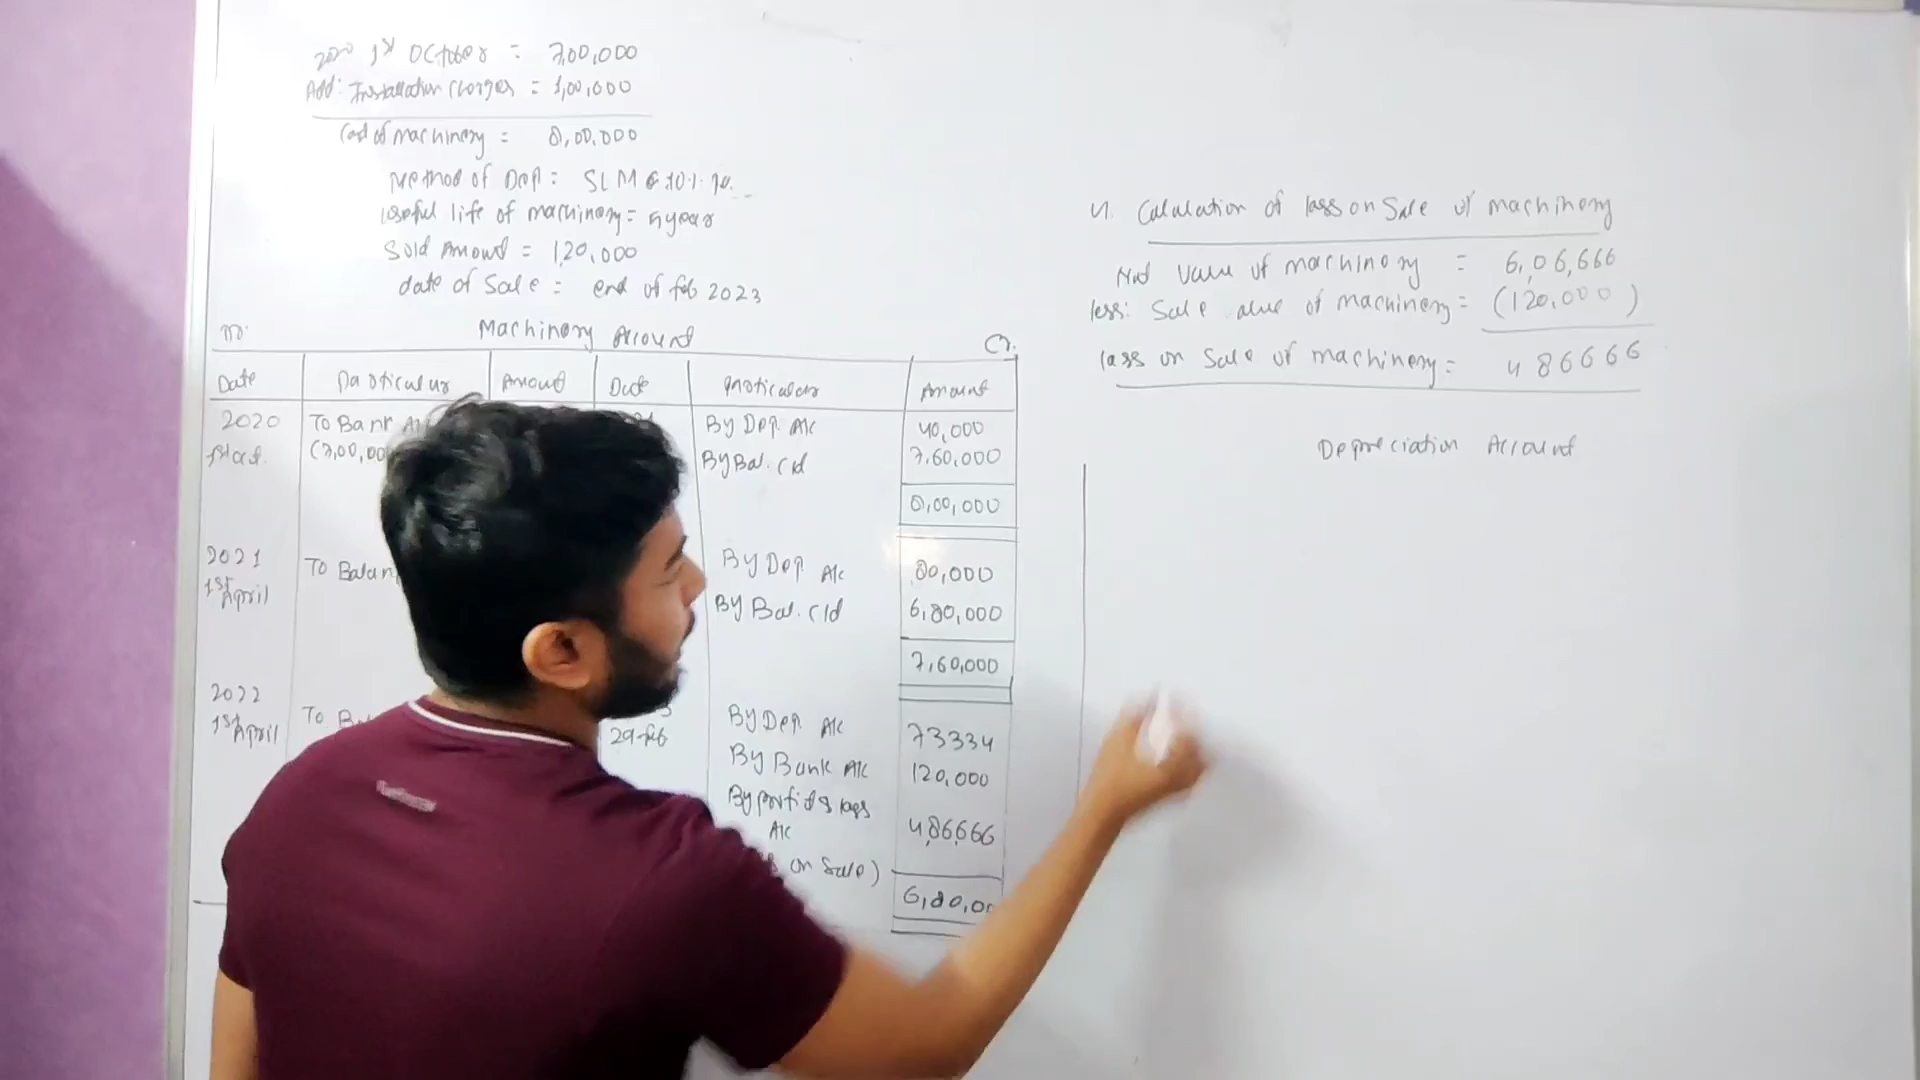 2020 1st October = 7,00,000
Add: Installation Charges = 1,00,000
Cost of machinery = 8,00,000
Method of Dep = SLM @ 10%
Useful life of machinery = 5 year
Sold Amount = 1,20,000
date of Sale = end of feb 2023
Machinery Account
Cr.
Date Particular Amount Date Particular Amount
2020 To Bank By Dep. A/c 40,000
1st oct. (7,00,00 By Bal. c/d 7,60,000
8,00,000
2021 To Balan By Dep. A/c 80,000
1st April By Bal. c/d 6,80,000
7,60,000
2022 To B By Dep. A/c 73334
1st April 29-feb By Bank A/c 120,000
By profit & loss A/c 4,86,666
on Sale)
6,80,00
4. Calculation of loss on Sale of machinery
Net value of machinery = 6,06,666
less: Sale value of machinery = (120,000)
loss on Sale of machinery = 486666
Depreciation Account